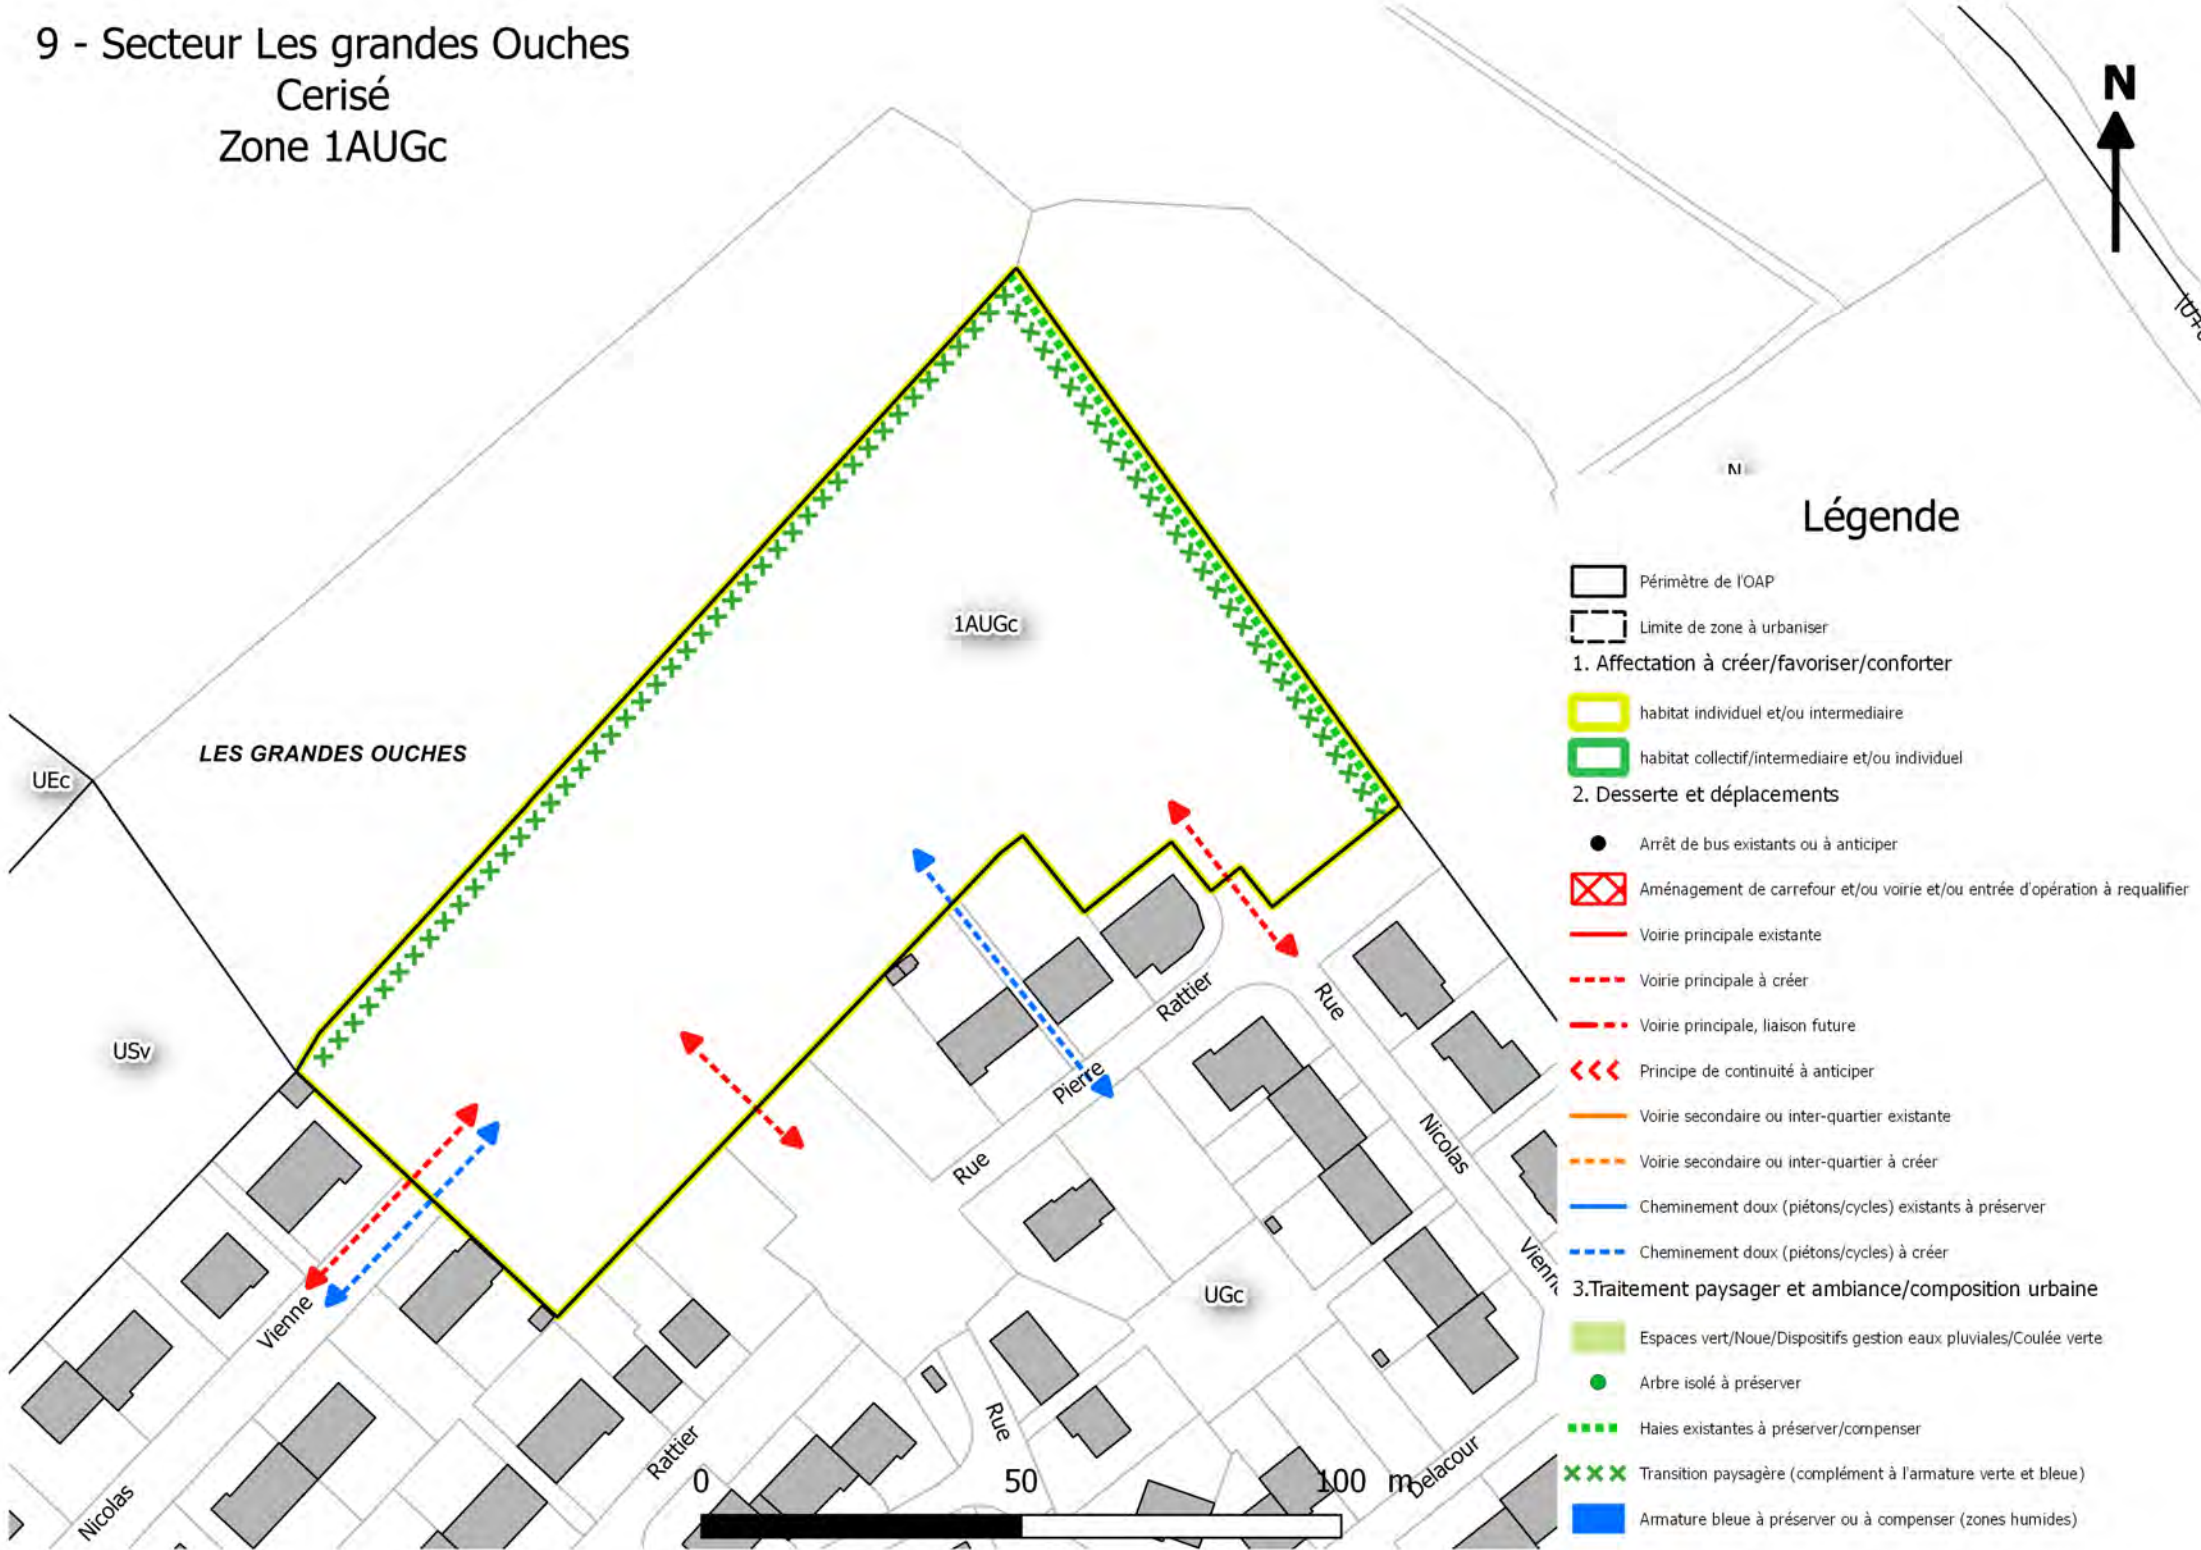 9 - Secteur Les grandes Ouches
Cerisé
Zone 1AUGc
N
N
1AUGc
LES GRANDES OUCHES
UEc
USv
UGc
Rue
Pierre
Rattier
Rue
Nicolas
Vienne
Vienne
Nicolas
Rattier
Rue
Delacour
0 50 100 m
Légende
Périmètre de l'OAP
Limite de zone à urbaniser
1. Affectation à créer/favoriser/conforter
habitat individuel et/ou intermediaire
habitat collectif/intermediaire et/ou individuel
2. Desserte et déplacements
Arrêt de bus existants ou à anticiper
Aménagement de carrefour et/ou voirie et/ou entrée d'opération à requalifier
Voirie principale existante
Voirie principale à créer
Voirie principale, liaison future
Principe de continuité à anticiper
Voirie secondaire ou inter-quartier existante
Voirie secondaire ou inter-quartier à créer
Cheminement doux (piétons/cycles) existants à préserver
Cheminement doux (piétons/cycles) à créer
3.Traitement paysager et ambiance/composition urbaine
Espaces vert/Noue/Dispositifs gestion eaux pluviales/Coulée verte
Arbre isolé à préserver
Haies existantes à préserver/compenser
Transition paysagère (complément à l'armature verte et bleue)
Armature bleue à préserver ou à compenser (zones humides)